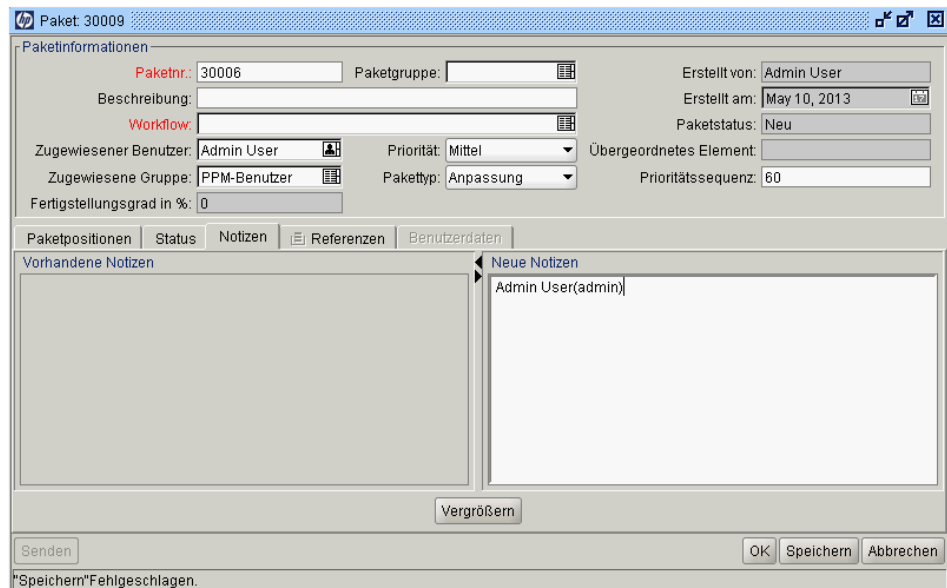 hp Paket: 30009
Paketinformationen
Paketnr.: 30006 Paketgruppe: Erstellt von: Admin User
Beschreibung: Erstellt am: May 10, 2013
Workflow: Paketstatus: Neu
Zugewiesener Benutzer: Admin User Priorität: Mittel Übergeordnetes Element:
Zugewiesene Gruppe: PPM-Benutzer Pakettyp: Anpassung Prioritätssequenz: 60
Fertigstellungsgrad in %: 0
Paketpositionen Status Notizen Referenzen Benutzerdaten
Vorhandene Notizen Neue Notizen
Admin User(admin)
Vergrößern
Senden OK Speichern Abbrechen
"Speichern"Fehlgeschlagen.